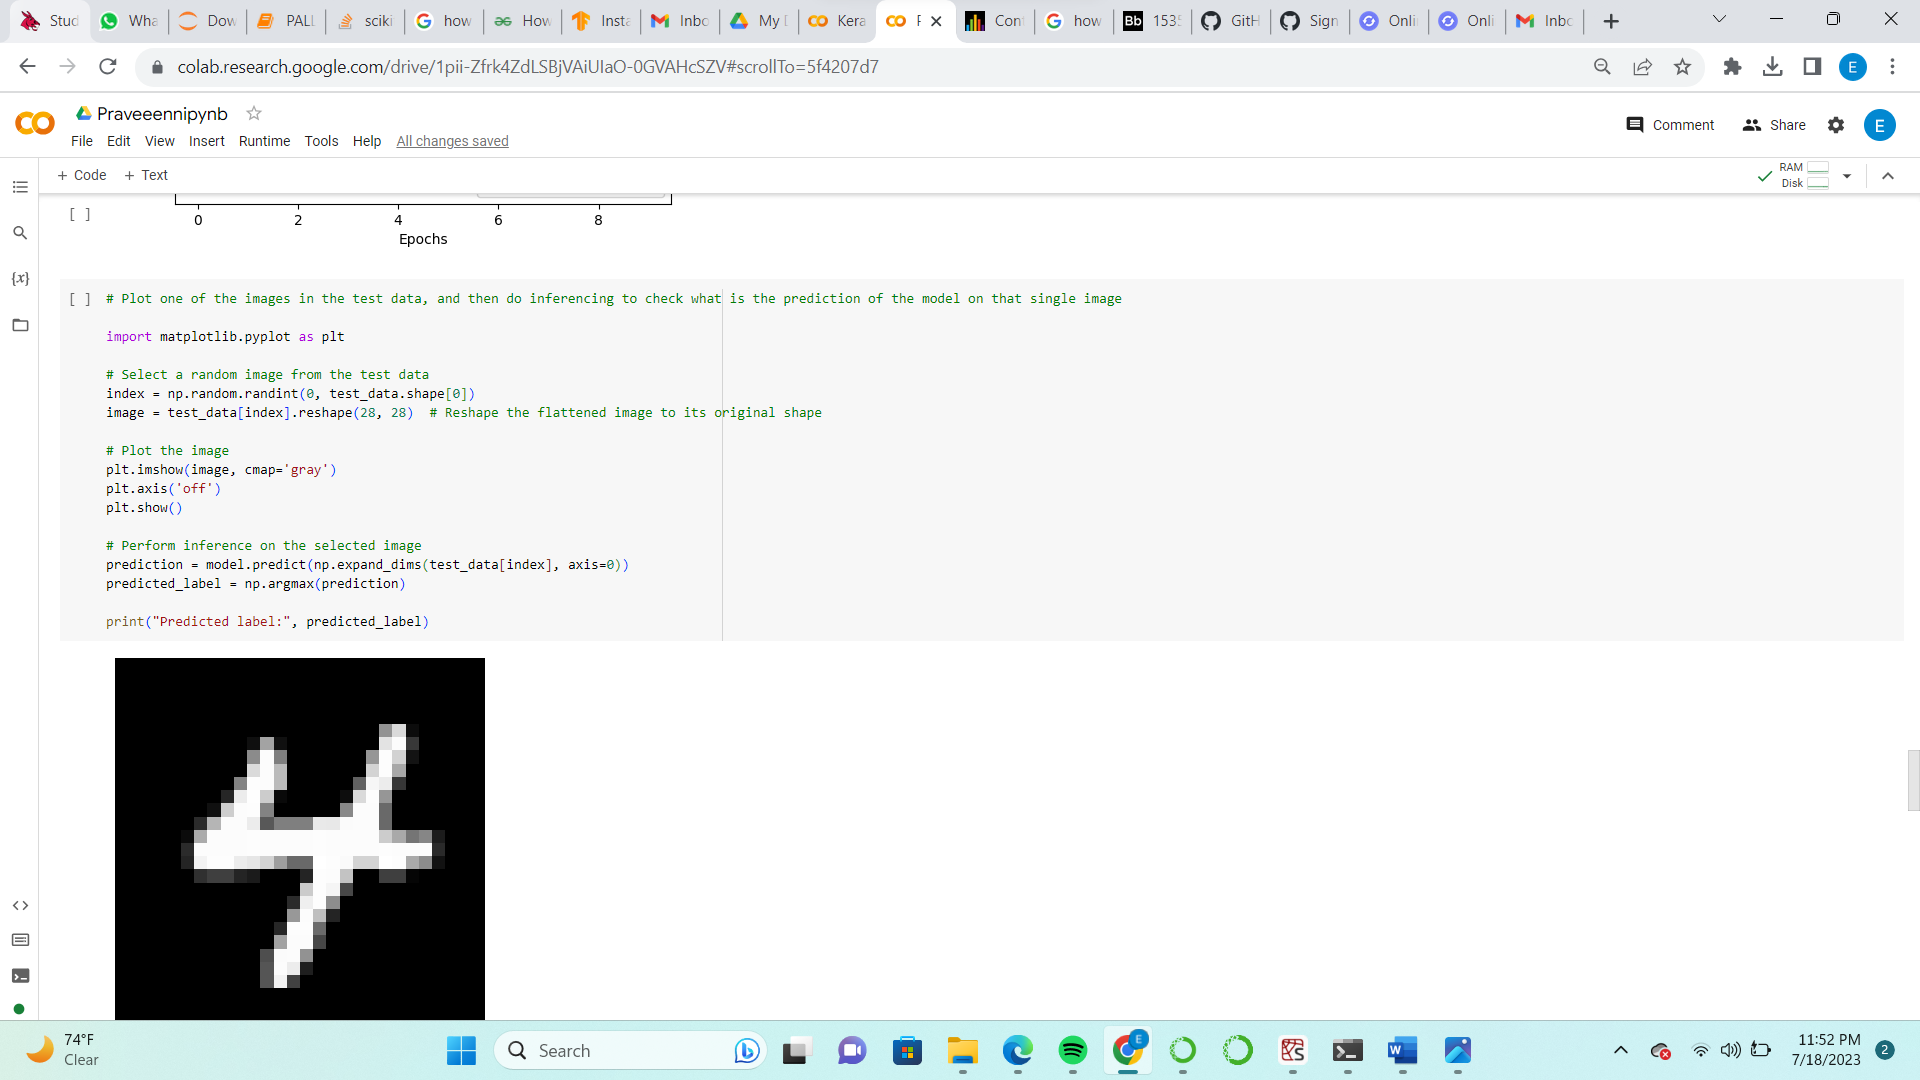 Stud
Wha
Dow
PALL
sciki
how
How
Insta
Inbo
My D
Kera
P
Con
how
Bb 1535
GitH
Sign
Onli
Onli
Inbo
colab.research.google.com/drive/1pii-Zfrk4ZdLSBjVAiUIaO-0GVAHcSZV#scrollTo=5f4207d7
E
Praveeennipynb
File Edit View Insert Runtime Tools Help All changes saved
Comment Share E
+ Code + Text
RAM
Disk
[ ]
0 2 4 6 8
Epochs
{x}
[ ] # Plot one of the images in the test data, and then do inferencing to check what is the prediction of the model on that single image
import matplotlib.pyplot as plt
# Select a random image from the test data
index = np.random.randint(0, test_data.shape[0])
image = test_data[index].reshape(28, 28)  # Reshape the flattened image to its original shape
# Plot the image
plt.imshow(image, cmap='gray')
plt.axis('off')
plt.show()
# Perform inference on the selected image
prediction = model.predict(np.expand_dims(test_data[index], axis=0))
predicted_label = np.argmax(prediction)
print("Predicted label:", predicted_label)
4
74°F
Clear
Search
E
11:52 PM
7/18/2023
2